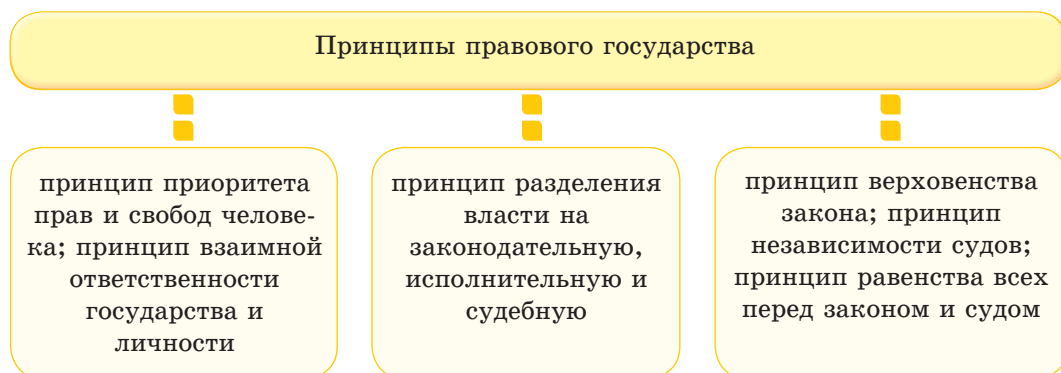 Принципы правового государства
принцип приоритета
прав и свобод челове-
ка; принцип взаимной
ответственности
государства и
личности
принцип разделения
власти на
законодательную,
исполнительную и
судебную
принцип верховенства
закона; принцип
независимости судов;
принцип равенства всех
перед законом и судом